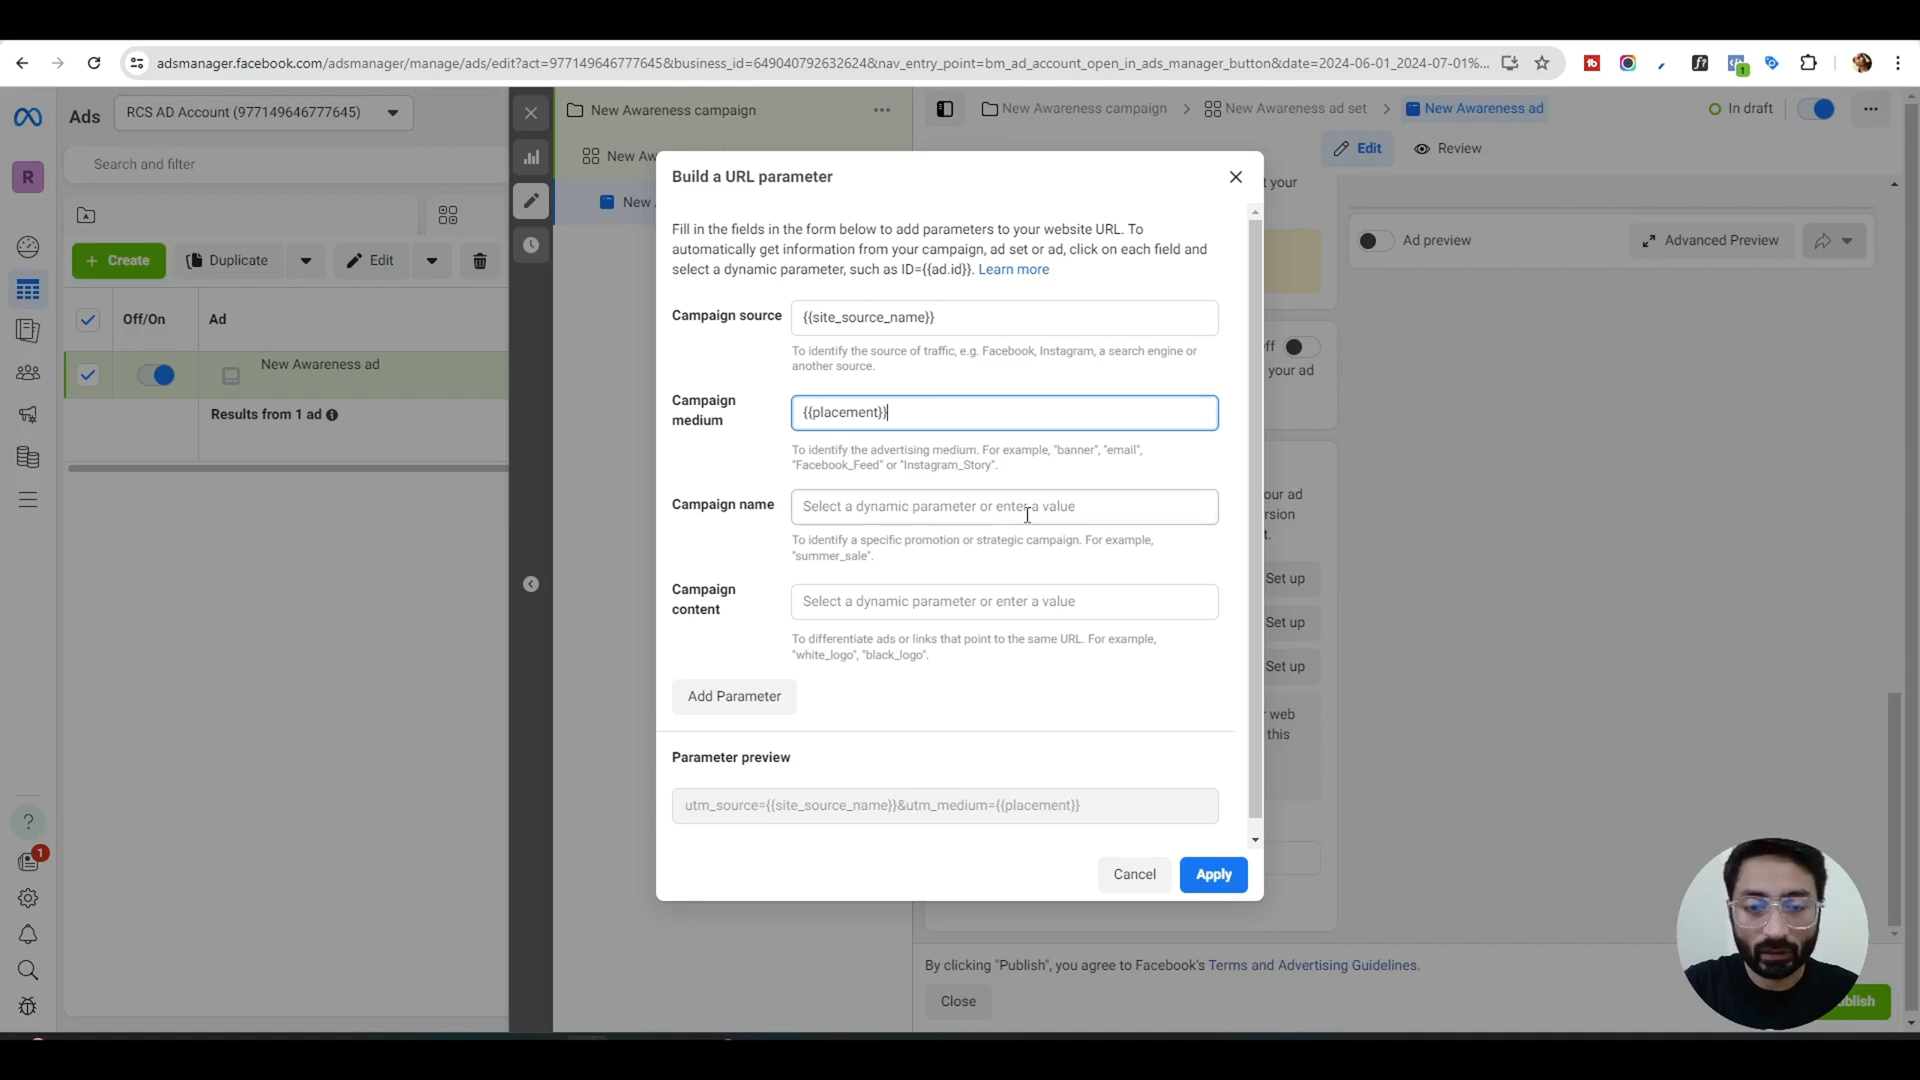 adsmanager.facebook.com/adsmanager/manage/ads/edit?act=977149646777645&business_id=649040792632624&nav_entry_point=bm_ad_account_open_in_ads_manager_button&date=2024-06-01_2024-07-01%...
1
Ads
RCS AD Account (977149646777645)
New Awareness campaign
New Awareness campaign
New Awareness ad set
New Awareness ad
In draft
Edit
Review
Search and filter
R
New Aw
New
+ Create
Duplicate
Edit
Off/On
Ad
New Awareness ad
Results from 1 ad
1
Build a URL parameter
Fill in the fields in the form below to add parameters to your website URL. To
automatically get information from your campaign, ad set or ad, click on each field and
select a dynamic parameter, such as ID={{ad.id}}. Learn more
Campaign source
{{site_source_name}}
To identify the source of traffic, e.g. Facebook, Instagram, a search engine or
another source.
Campaign
medium
{{placement}}
To identify the advertising medium. For example, "banner", "email",
"Facebook_Feed" or "Instagram_Story".
Campaign name
Select a dynamic parameter or enter a value
To identify a specific promotion or strategic campaign. For example,
"summer_sale".
Campaign
content
Select a dynamic parameter or enter a value
To differentiate ads or links that point to the same URL. For example,
"white_logo", "black_logo".
Add Parameter
Parameter preview
utm_source={{site_source_name}}&utm_medium={{placement}}
Cancel
Apply
t your
Ad preview
Advanced Preview
ff
your ad
our ad
rsion
t.
Set up
Set up
Set up
web
this
By clicking "Publish", you agree to Facebook's Terms and Advertising Guidelines.
Close
blish